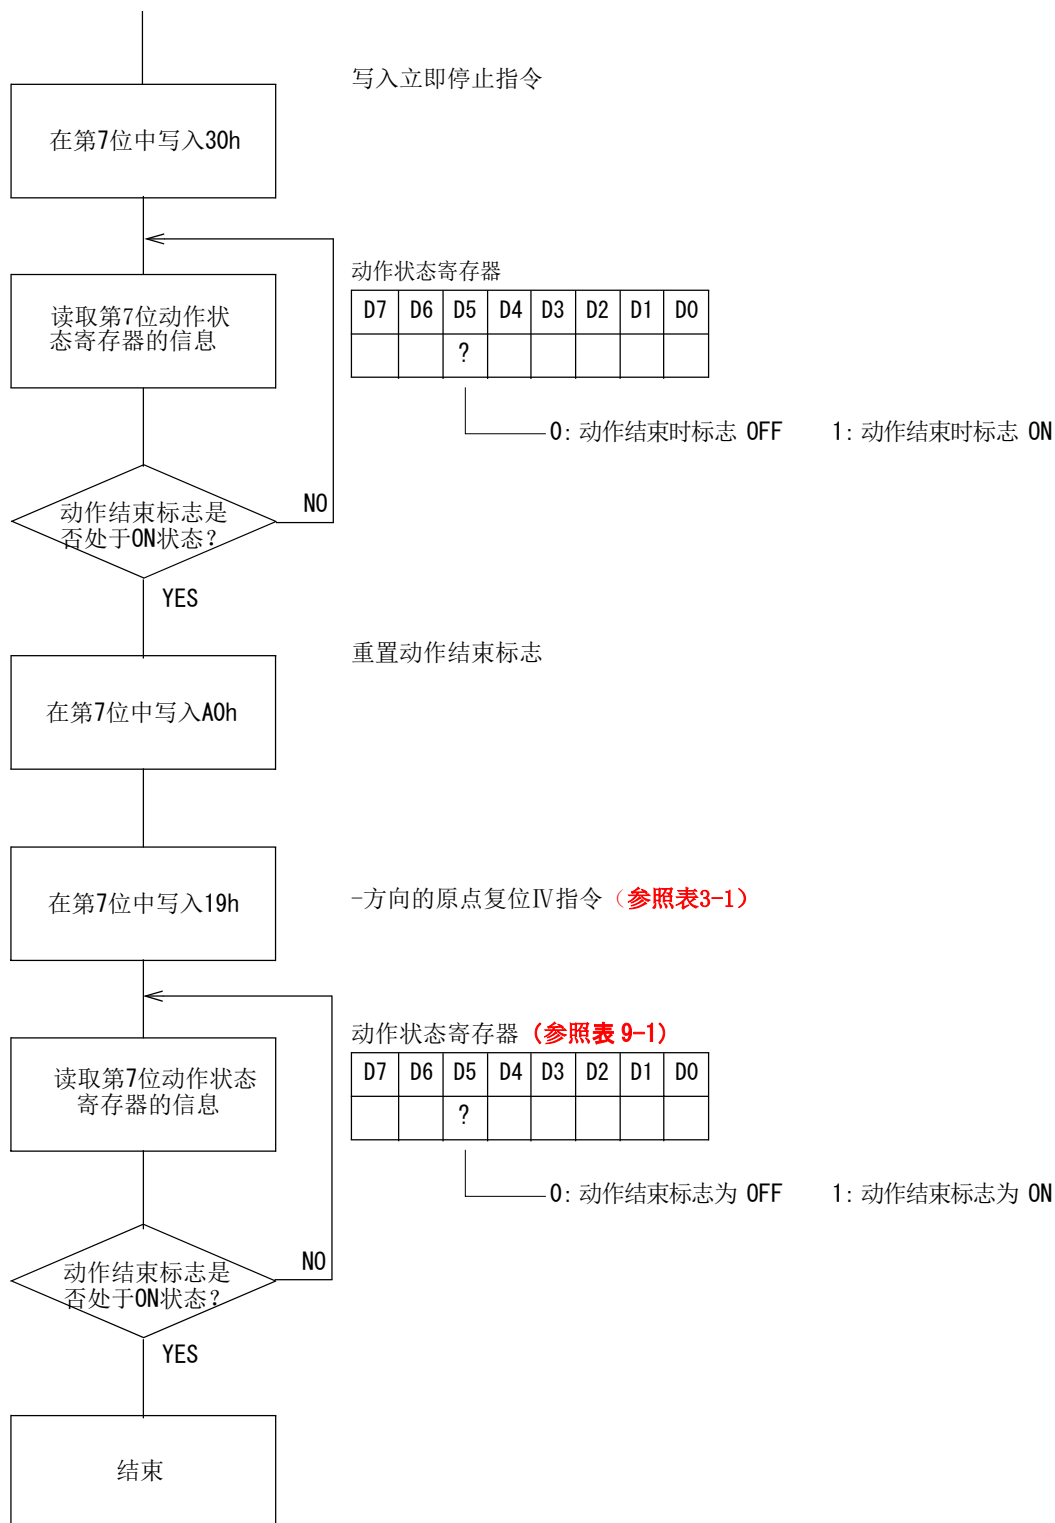 写入立即停止指令
在第7位中写入30h
动作状态寄存器
读取第7位动作状
态寄存器的信息
D7 D6 D5 D4 D3 D2 D1 D0
?
0: 动作结束时标志 OFF 1: 动作结束时标志 ON
NO
动作结束标志是
否处于ON状态?
YES
重置动作结束标志
在第7位中写入A0h
在第7位中写入19h
-方向的原点复位Ⅳ指令（参照表3-1）
动作状态寄存器（参照表 9-1）
读取第7位动作状态
寄存器的信息
D7 D6 D5 D4 D3 D2 D1 D0
?
0: 动作结束标志为 OFF 1: 动作结束标志为 ON
NO
动作结束标志是
否处于ON状态?
YES
结束